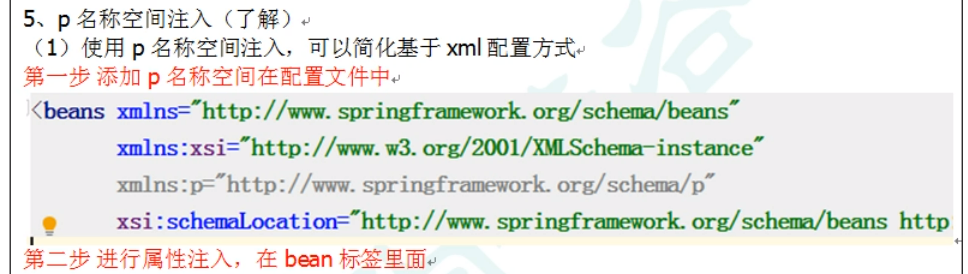 5、p 名称空间注入（了解）
（1）使用 p 名称空间注入，可以简化基于 xml 配置方式
第一步 添加 p 名称空间在配置文件中
<beans xmlns="http://www.springframework.org/schema/beans"
xmlns:xsi="http://www.w3.org/2001/XMLSchema-instance"
xmlns:p="http://www.springframework.org/schema/p"
xsi:schemaLocation="http://www.springframework.org/schema/beans http
第二步 进行属性注入，在 bean 标签里面